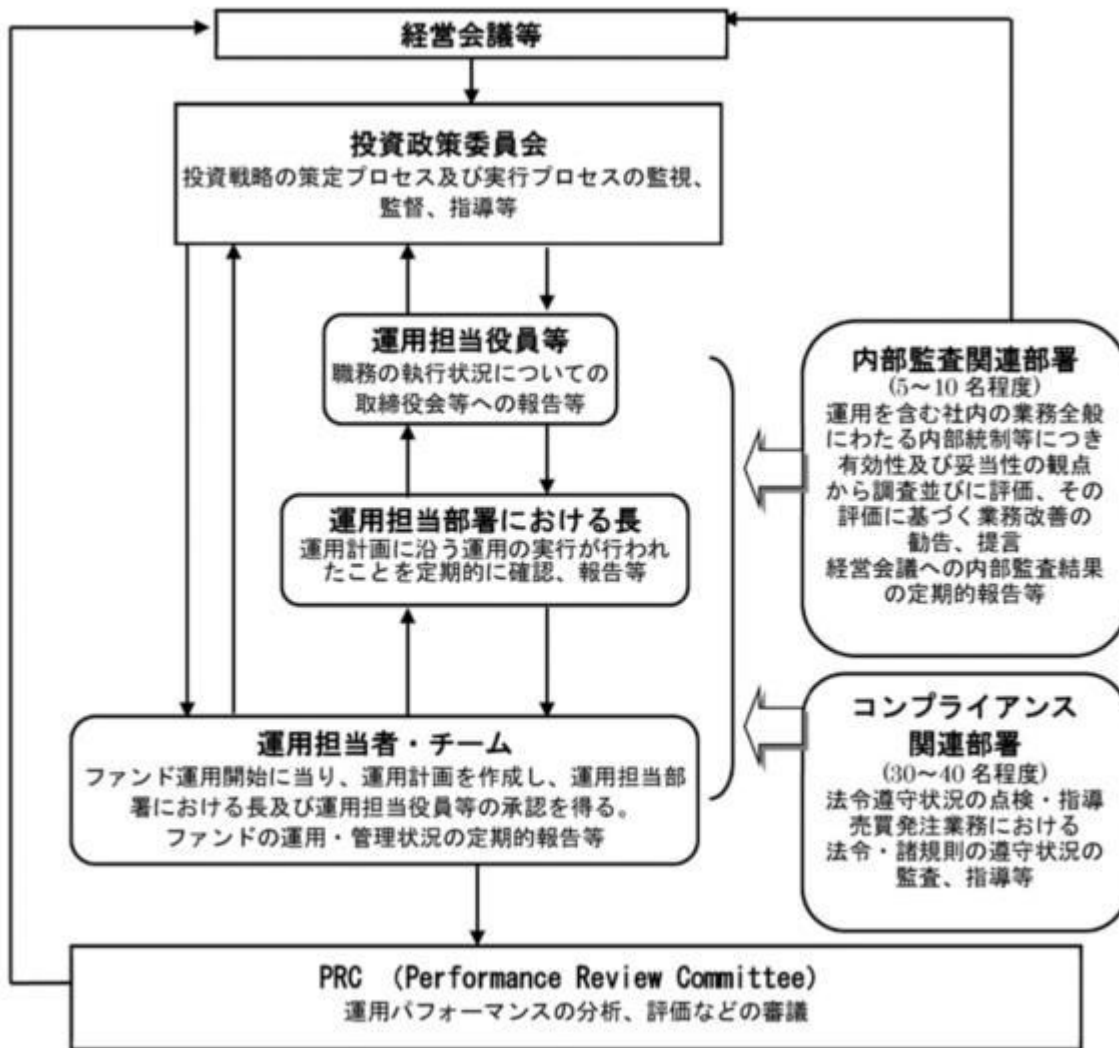 経営会議等
投資政策委員会
投資戦略の策定プロセス及び実行プロセスの監視、
監督、指導等
運用担当役員等
職務の執行状況についての
取締役会等への報告等
運用担当部署における長
運用計画に沿う運用の実行が行われ
たことを定期的に確認、報告等
運用担当者・チーム
ファンド運用開始に当り、運用計画を作成し、運用担当部
署における長及び運用担当役員等の承認を得る。
ファンドの運用・管理状況の定期的報告等
内部監査関連部署
(5～10 名程度)
運用を含む社内の業務全般
にわたる内部統制等につき
有効性及び妥当性の観点
から調査並びに評価、その
評価に基づく業務改善の
勧告、提言
経営会議への内部監査結果
の定期的報告等
コンプライアンス
関連部署
(30～40 名程度)
法令遵守状況の点検・指導
売買発注業務における
法令・諸規則の遵守状況の
監査、指導等
PRC （Performance Review Committee）
運用パフォーマンスの分析、評価などの審議